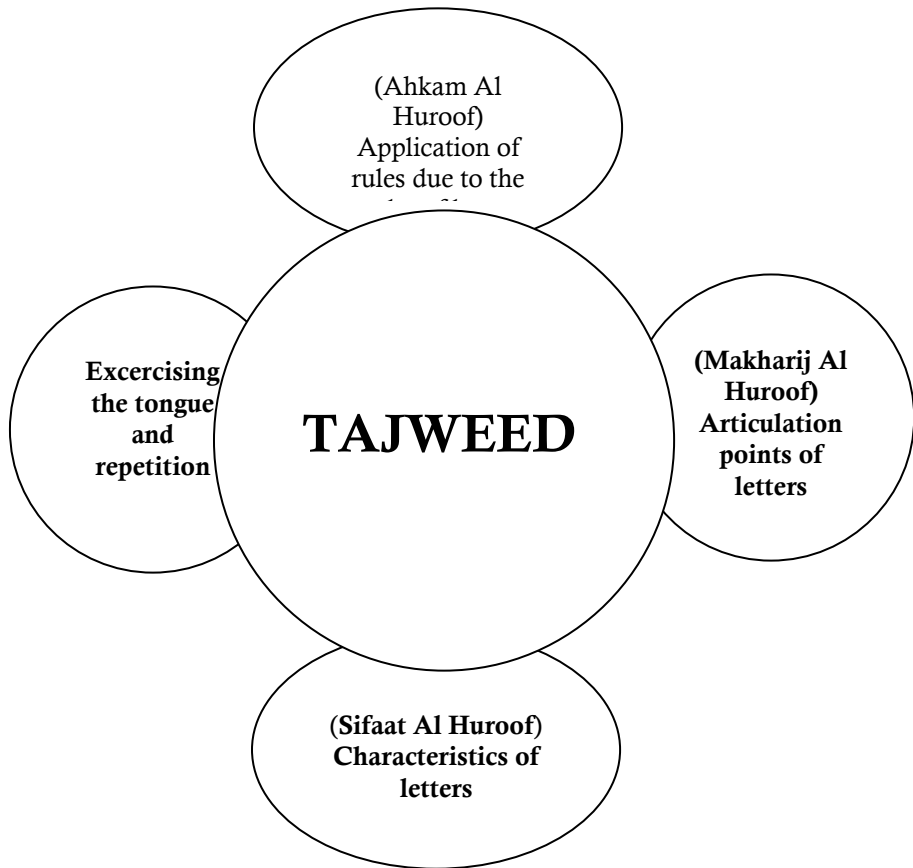 (Ahkam Al
Huroof)
Application of
rules due to the
Excercising
the tongue
and
repetition
TAJWEED
(Makharij Al
Huroof)
Articulation
points of
letters
(Sifaat Al Huroof)
Characteristics of
letters